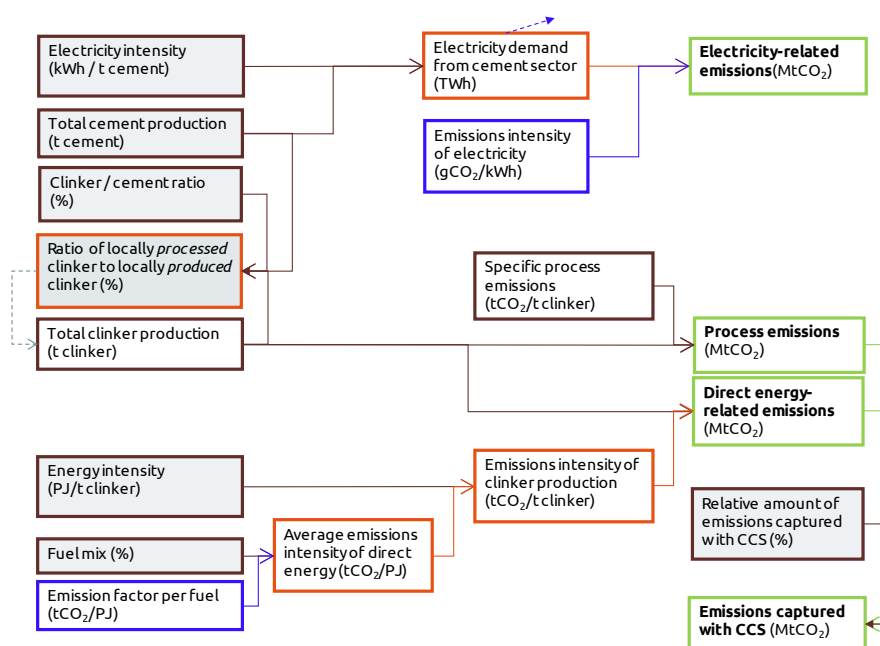 Electricity intensity
(kWh / t cement)
Total cement production
(t cement)
Clinker / cement ratio
(%)
Ratio of locally processed
clinker to locally produced
clinker (%)
Total clinker production
(t clinker)
Energy intensity
(PJ/t clinker)
Fuel mix (%)
Emission factor per fuel
(tCO₂/PJ)
Average emissions
intensity of direct
energy (tCO₂/PJ)
Electricity demand
from cement sector
(TWh)
Emissions intensity
of electricity
(gCO₂/kWh)
Specific process
emissions
(tCO₂/t clinker)
Emissions intensity of
clinker production
(tCO₂/t clinker)
Electricity-related
emissions (MtCO₂)
Process emissions
(MtCO₂)
Direct energy-
related emissions
(MtCO₂)
Relative amount of
emissions captured
with CCS (%)
Emissions captured
with CCS (MtCO₂)